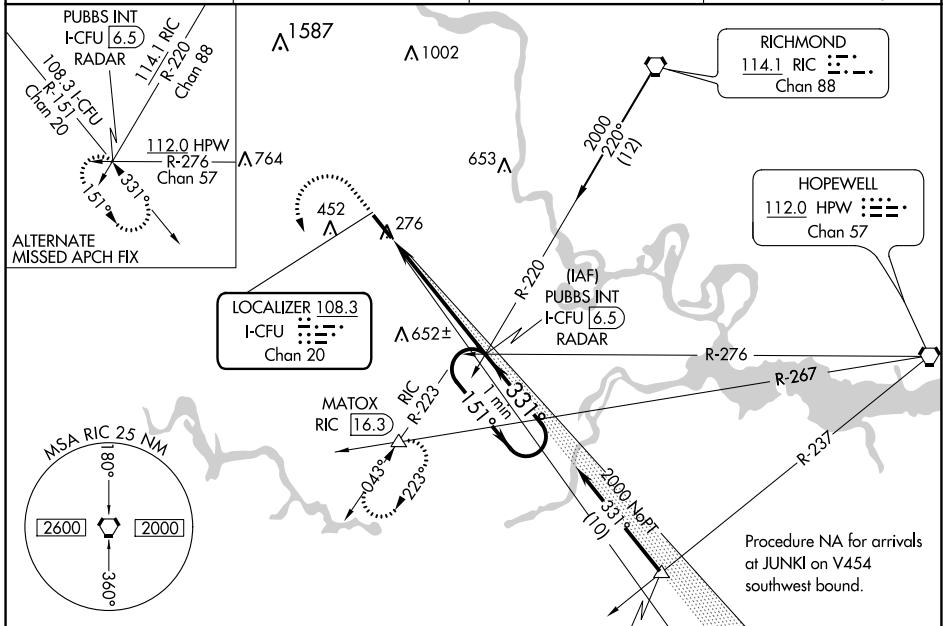 PUBBS INT
I-CFU 6.5
RADAR
114.1 RIC
R-220
Chan 88
108.3 I-CFU
R-151
Chan 20
112.0 HPW
R-276
Chan 57
331°
151°
ALTERNATE
MISSED APCH FIX
1587
1002
764
653
452
276
652±
RICHMOND
114.1 RIC
Chan 88
2000
220°
(12)
HOPEWELL
112.0 HPW
Chan 57
R-220
(IAF)
PUBBS INT
I-CFU 6.5
RADAR
LOCALIZER 108.3
I-CFU
Chan 20
R-276
R-267
R-237
RIC
R-223
MATOX
RIC 16.3
043°
223°
1 min
331°
151°
2000 NoPT
331°
(10)
MSA RIC 25 NM
180°
2600
2000
360°
Procedure NA for arrivals
at JUNKI on V454
southwest bound.